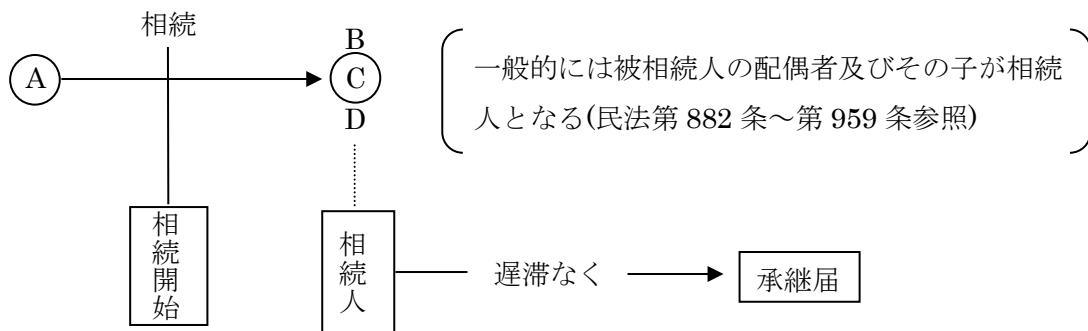 相続
A
B
C
D
一般的には被相続人の配偶者及びその子が相続
人となる(民法第 882 条～第 959 条参照)
相続開始
相続人
遅滞なく
承継届